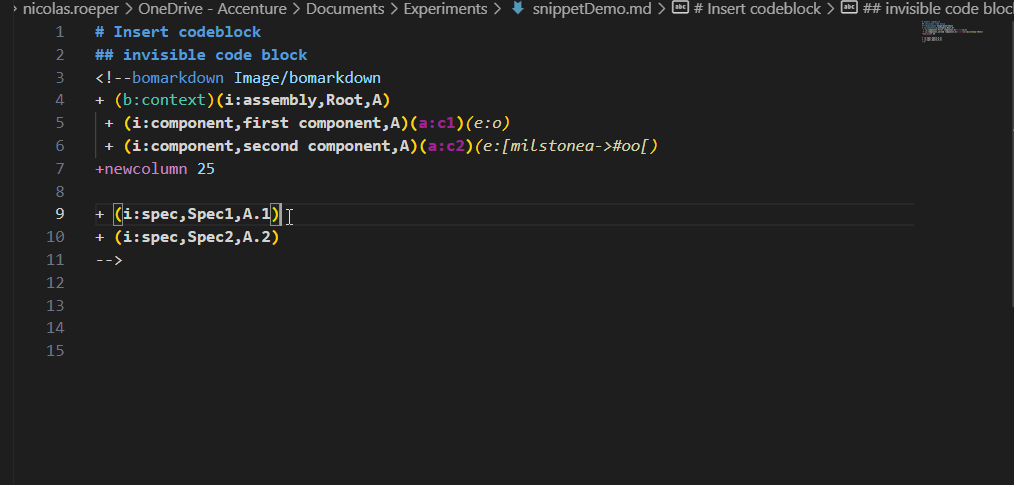 nicolas.roeper > OneDrive - Accenture > Documents > Experiments > snippetDemo.md > abc # Insert codeblock > abc ## invisible code bloc
1 # Insert codeblock
2 ## invisible code block
3 <!--bomarkdown Image/bomarkdown
4 + (b:context)(i:assembly,Root,A)
5 + (i:component,first component,A)(a:c1)(e:o)
6 + (i:component,second component,A)(a:c2)(e:[milstonea->#oo[)
7 +newcolumn 25
8
9 + (i:spec,Spec1,A.1)
10 + (i:spec,Spec2,A.2)
11 -->
12
13
14
15